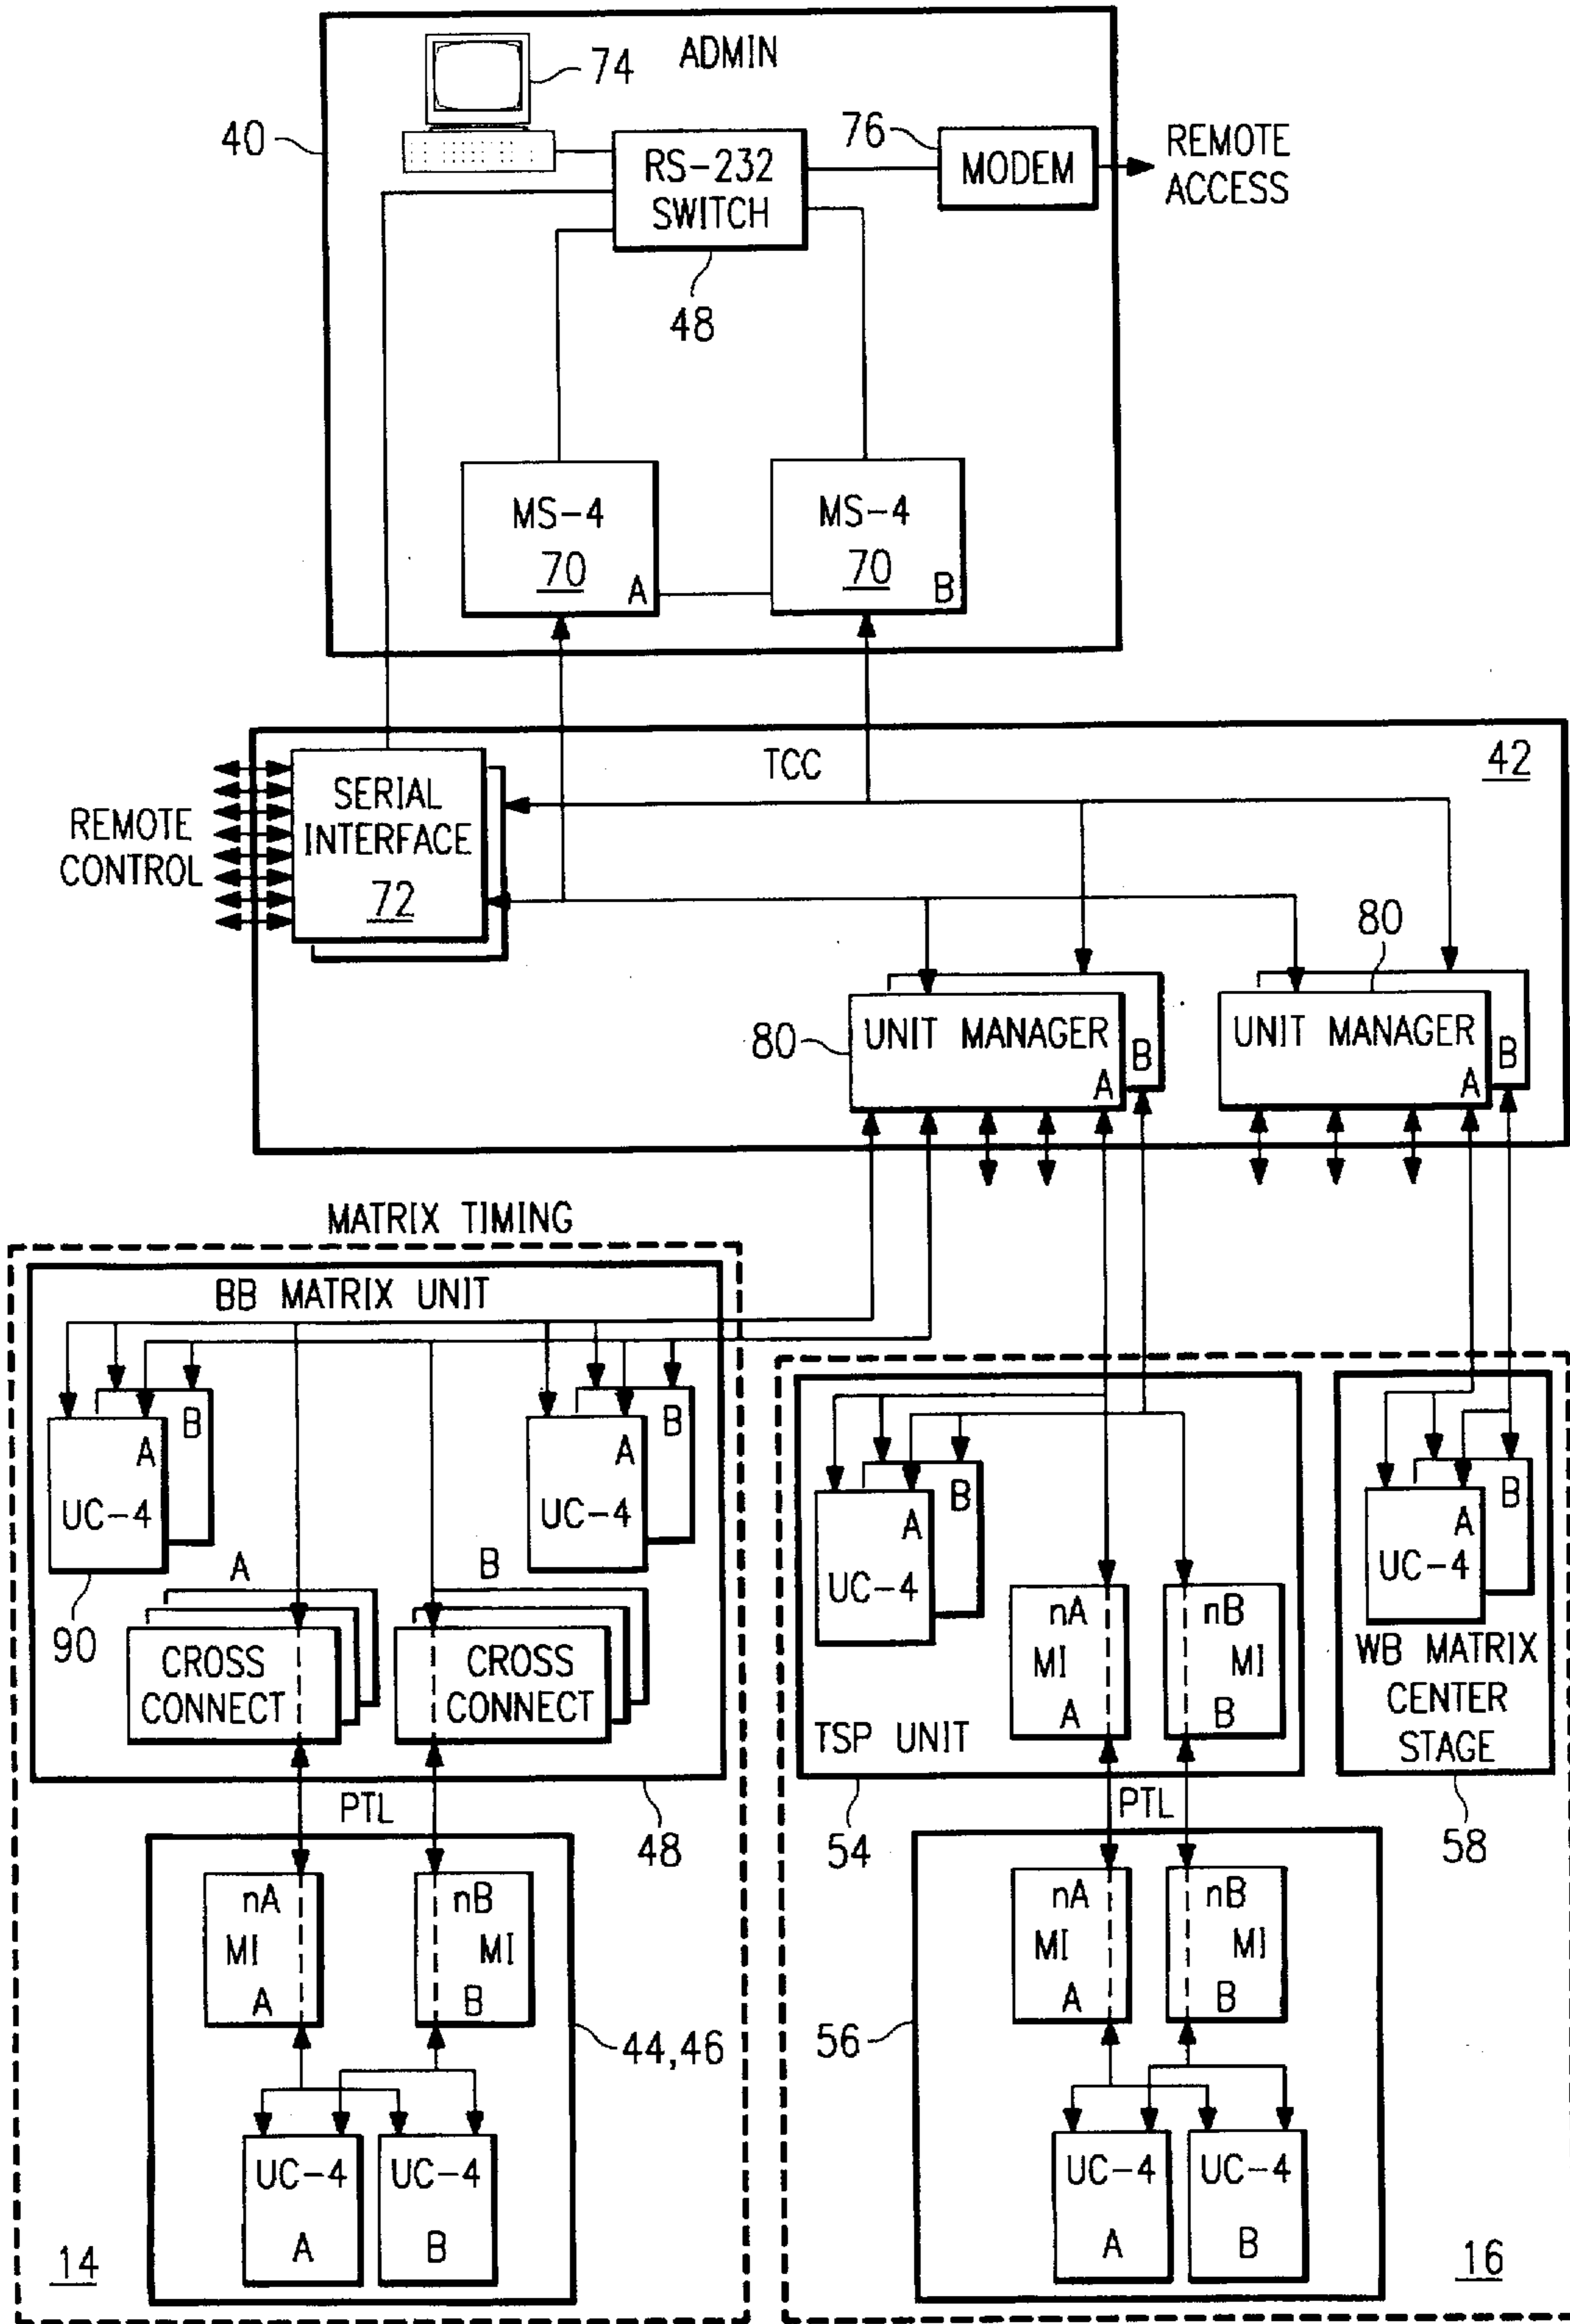 ADMIN
74
40
76
RS-232
SWITCH
MODEM
REMOTE
ACCESS
48
MS-4
70
A
MS-4
70
B
TCC
42
REMOTE
CONTROL
SERIAL
INTERFACE
72
80
80
UNIT MANAGER
A
B
UNIT MANAGER
A
B
MATRIX TIMING
BB MATRIX UNIT
A
B
UC-4
A
B
UC-4
90
A
B
CROSS
CONNECT
CROSS
CONNECT
A
B
UC-4
nA
MI
A
nB
MI
B
TSP UNIT
A
B
UC-4
WB MATRIX
CENTER
STAGE
PTL
48
54
PTL
58
nA
MI
A
nB
MI
B
44,46
UC-4
A
UC-4
B
14
nA
MI
A
nB
MI
B
56
UC-4
A
UC-4
B
16